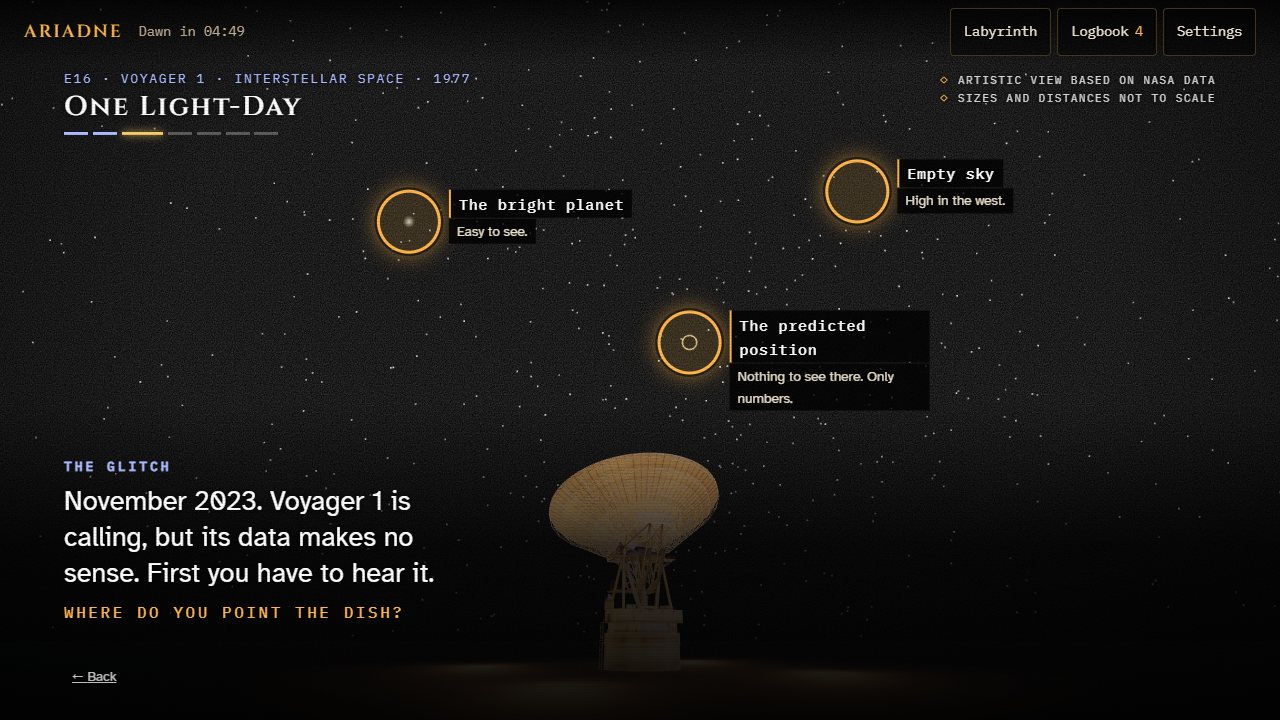 ARIADNE Dawn in 04:49
Labyrinth
Logbook 4
Settings
E16 · VOYAGER 1 · INTERSTELLAR SPACE · 1977
One Light-Day
ARTISTIC VIEW BASED ON NASA DATA
SIZES AND DISTANCES NOT TO SCALE
The bright planet
Easy to see.
Empty sky
High in the west.
The predicted
position
Nothing to see there. Only
numbers.
THE GLITCH
November 2023. Voyager 1 is
calling, but its data makes no
sense. First you have to hear it.
WHERE DO YOU POINT THE DISH?
← Back